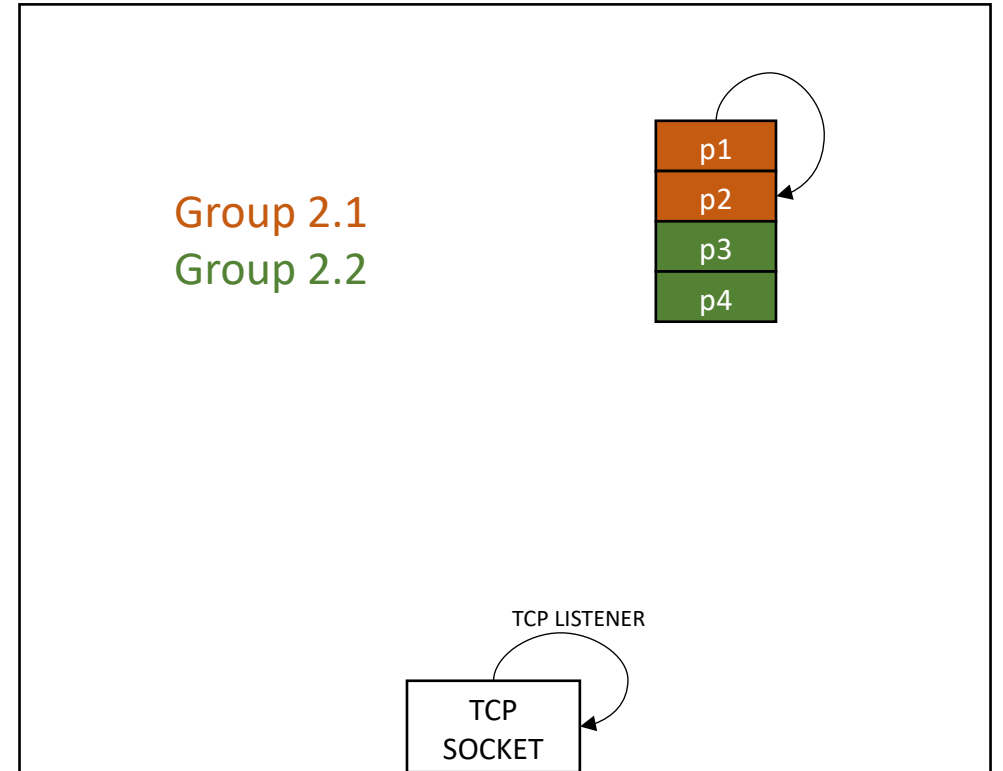 p1
p2
Group 2.1
p3
Group 2.2
p4
TCP LISTENER
TCP
SOCKET